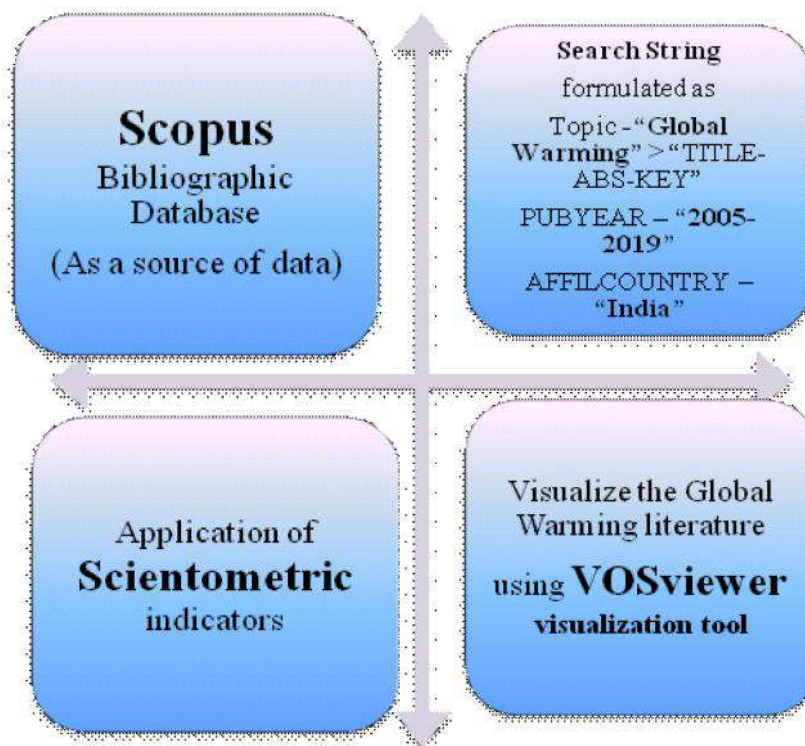 Scopus
Bibliographic
Database
(As a source of data)
Search String
formulated as
Topic - “Global
Warming” > “TITLE-
ABS-KEY”
PUBYEAR – “2005-
2019”
AFFILCOUNTRY –
“India”
Application of
Scientometric
indicators
Visualize the Global
Warming literature
using VOSviewer
visualization tool